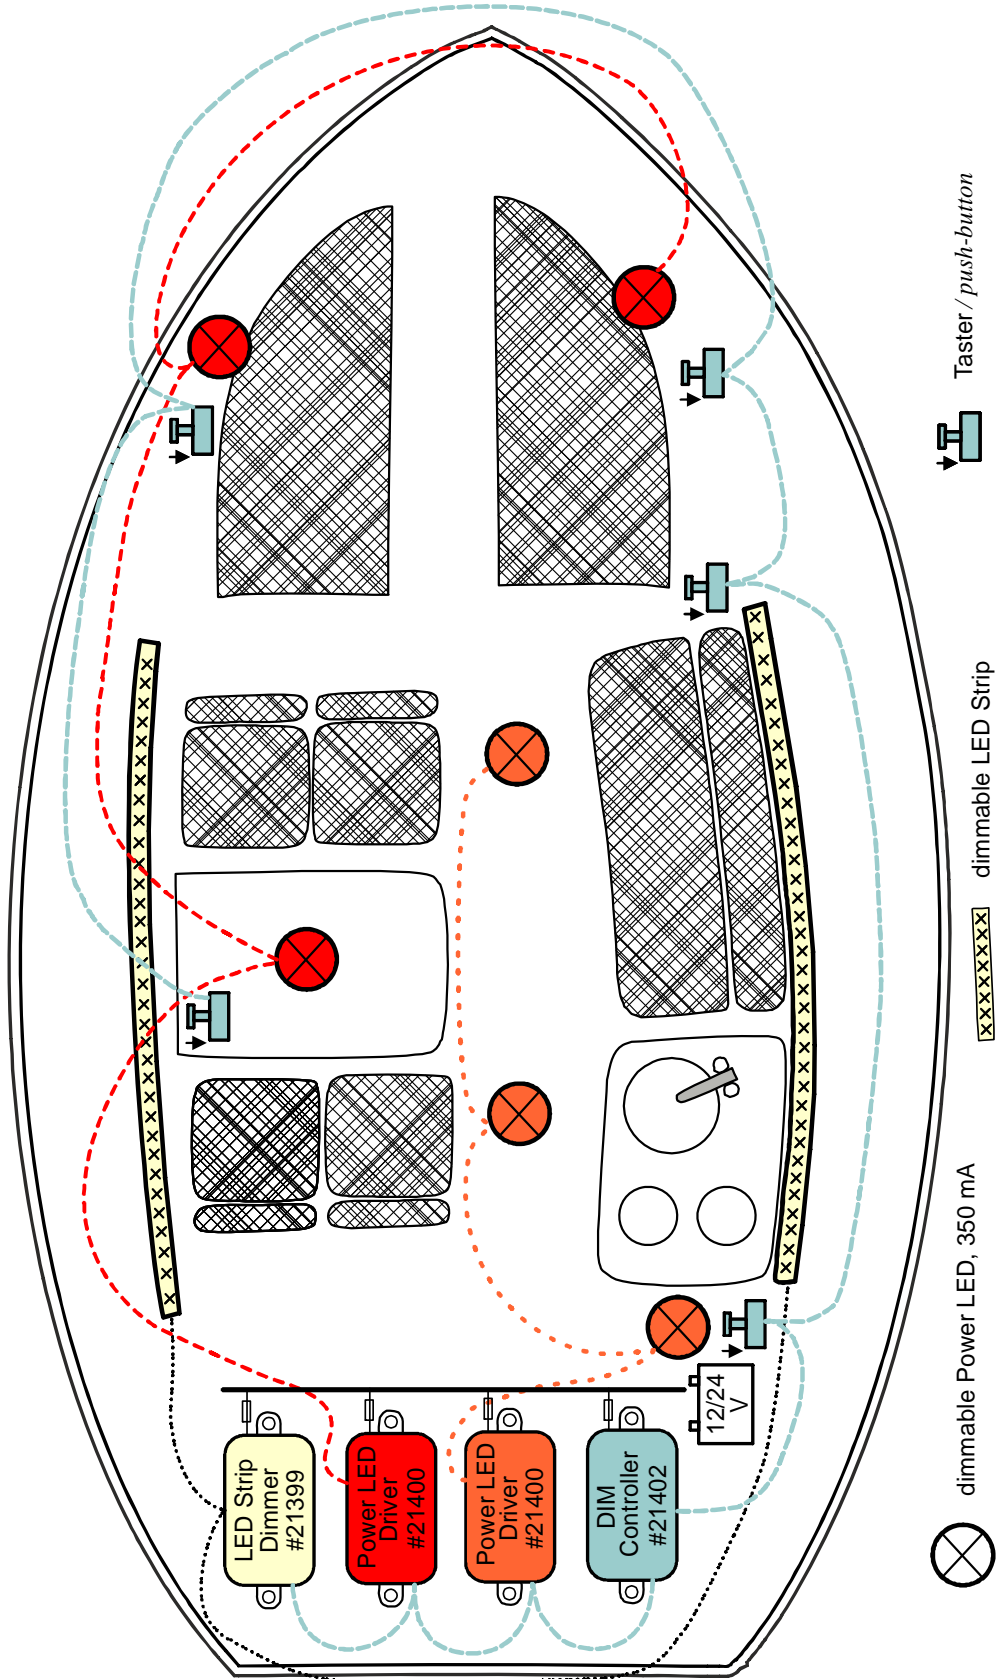 LED Strip
Dimmer
#21399
Power LED
Driver
#21400
Power LED
Driver
#21400
DIM
Controller
#21402
12/24
V
dimmable Power LED, 350 mA
dimmable LED Strip
Taster / push-button